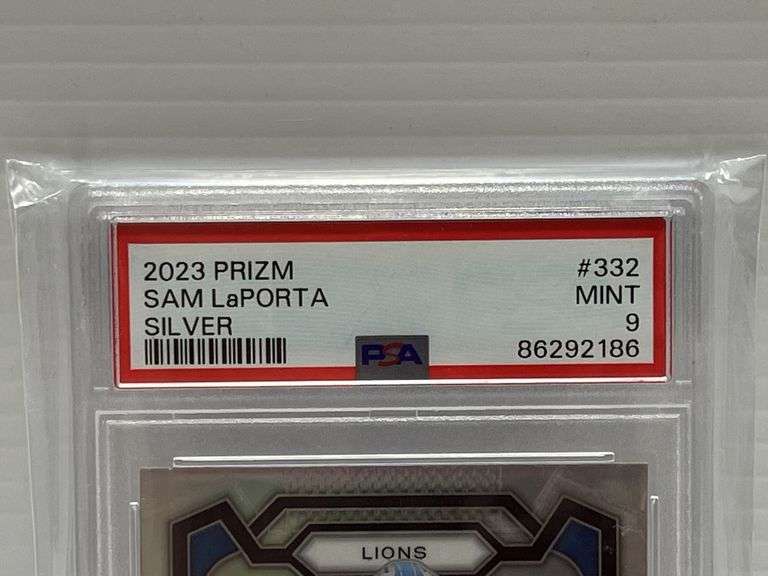 2023 PRIZM #332
SAM LaPORTA MINT
SILVER 9
86292186
PSA
LIONS